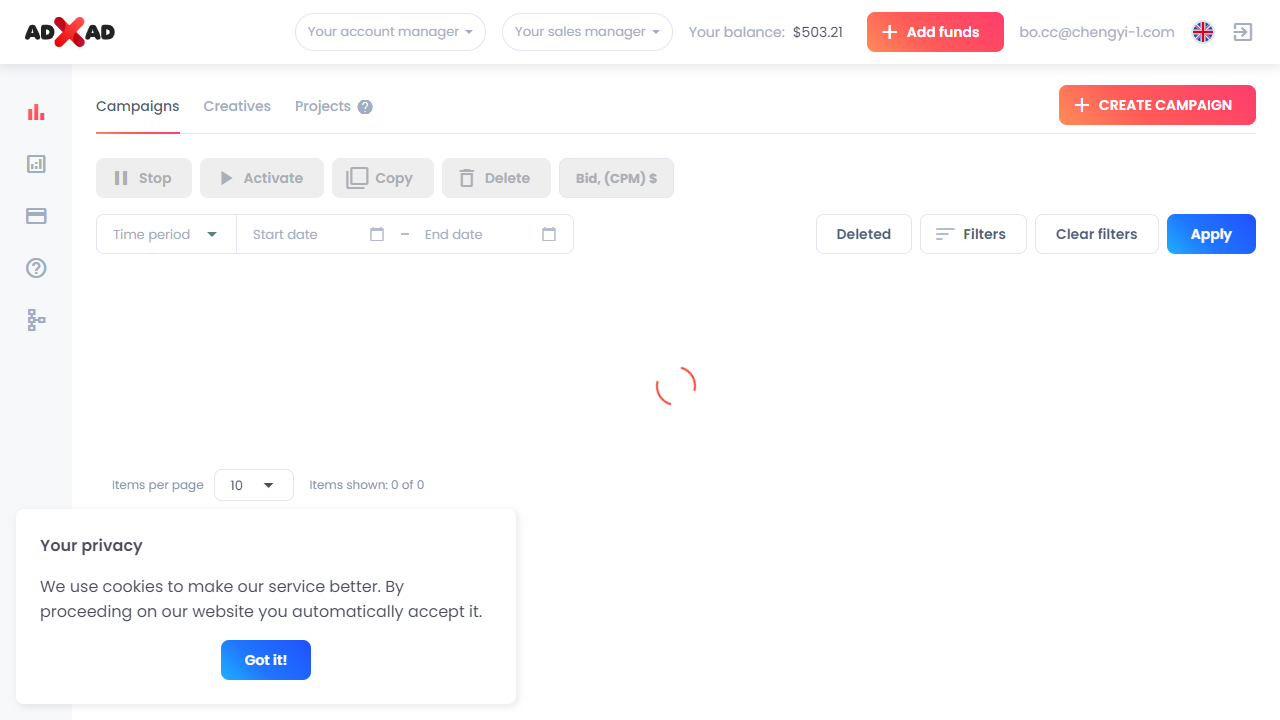 ADXAD
Your account manager
Your sales manager
Your balance: $503.21
Add funds
bo.cc@chengyi-1.com
Campaigns
Creatives
Projects
CREATE CAMPAIGN
Stop
Activate
Copy
Delete
Bid, (CPM) $
Time period
Start date
–
End date
Deleted
Filters
Clear filters
Apply
Items per page
10
Items shown: 0 of 0
Your privacy
We use cookies to make our service better. By
proceeding on our website you automatically accept it.
Got it!